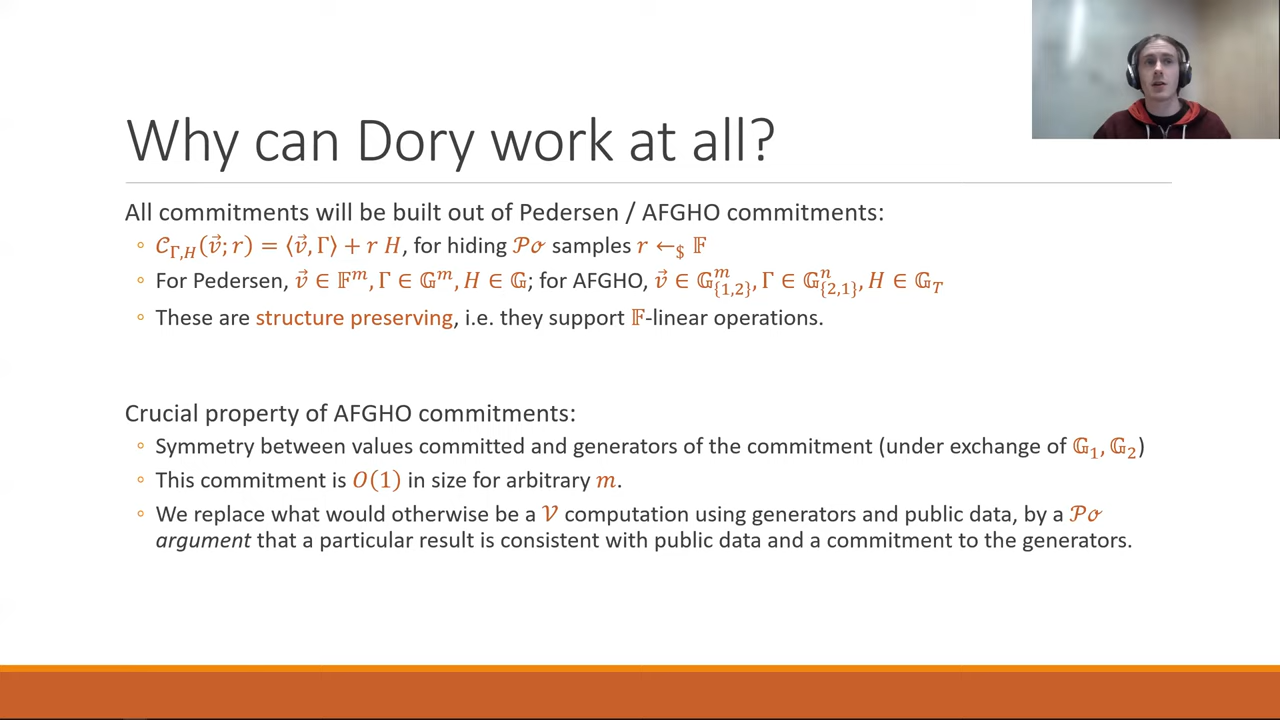 Why can Dory work at all?
All commitments will be built out of Pedersen / AFGHO commitments:
◦ 𝒞_{Γ,H}(v⃗; r) = ⟨v⃗, Γ⟩ + r H, for hiding 𝒫ℴ samples r ←_$ 𝔽
◦ For Pedersen, v⃗ ∈ 𝔽^m, Γ ∈ 𝔾^m, H ∈ 𝔾; for AFGHO, v⃗ ∈ 𝔾^m_{{1,2}}, Γ ∈ 𝔾^n_{{2,1}}, H ∈ 𝔾_T
◦ These are structure preserving, i.e. they support 𝔽-linear operations.
Crucial property of AFGHO commitments:
◦ Symmetry between values committed and generators of the commitment (under exchange of 𝔾₁, 𝔾₂)
◦ This commitment is O(1) in size for arbitrary m.
◦ We replace what would otherwise be a 𝒱 computation using generators and public data, by a 𝒫ℴ
argument that a particular result is consistent with public data and a commitment to the generators.